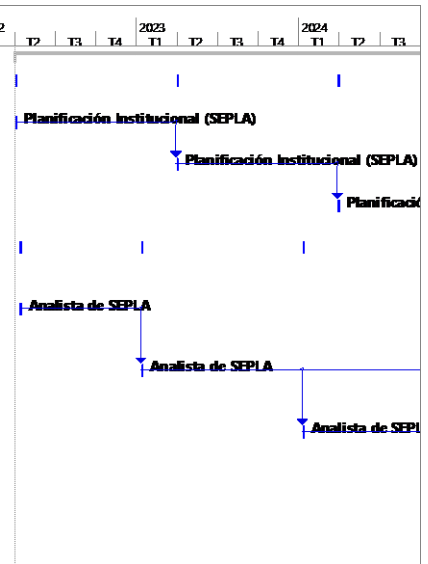 2 2023 2024
T2 T3 T4 T1 T2 T3 T4 T1 T2 T3
Planificación Institucional (SEPLA)
Planificación Institucional (SEPLA)
Planificació
Analista de SEPLA
Analista de SEPLA
Analista de SEPL